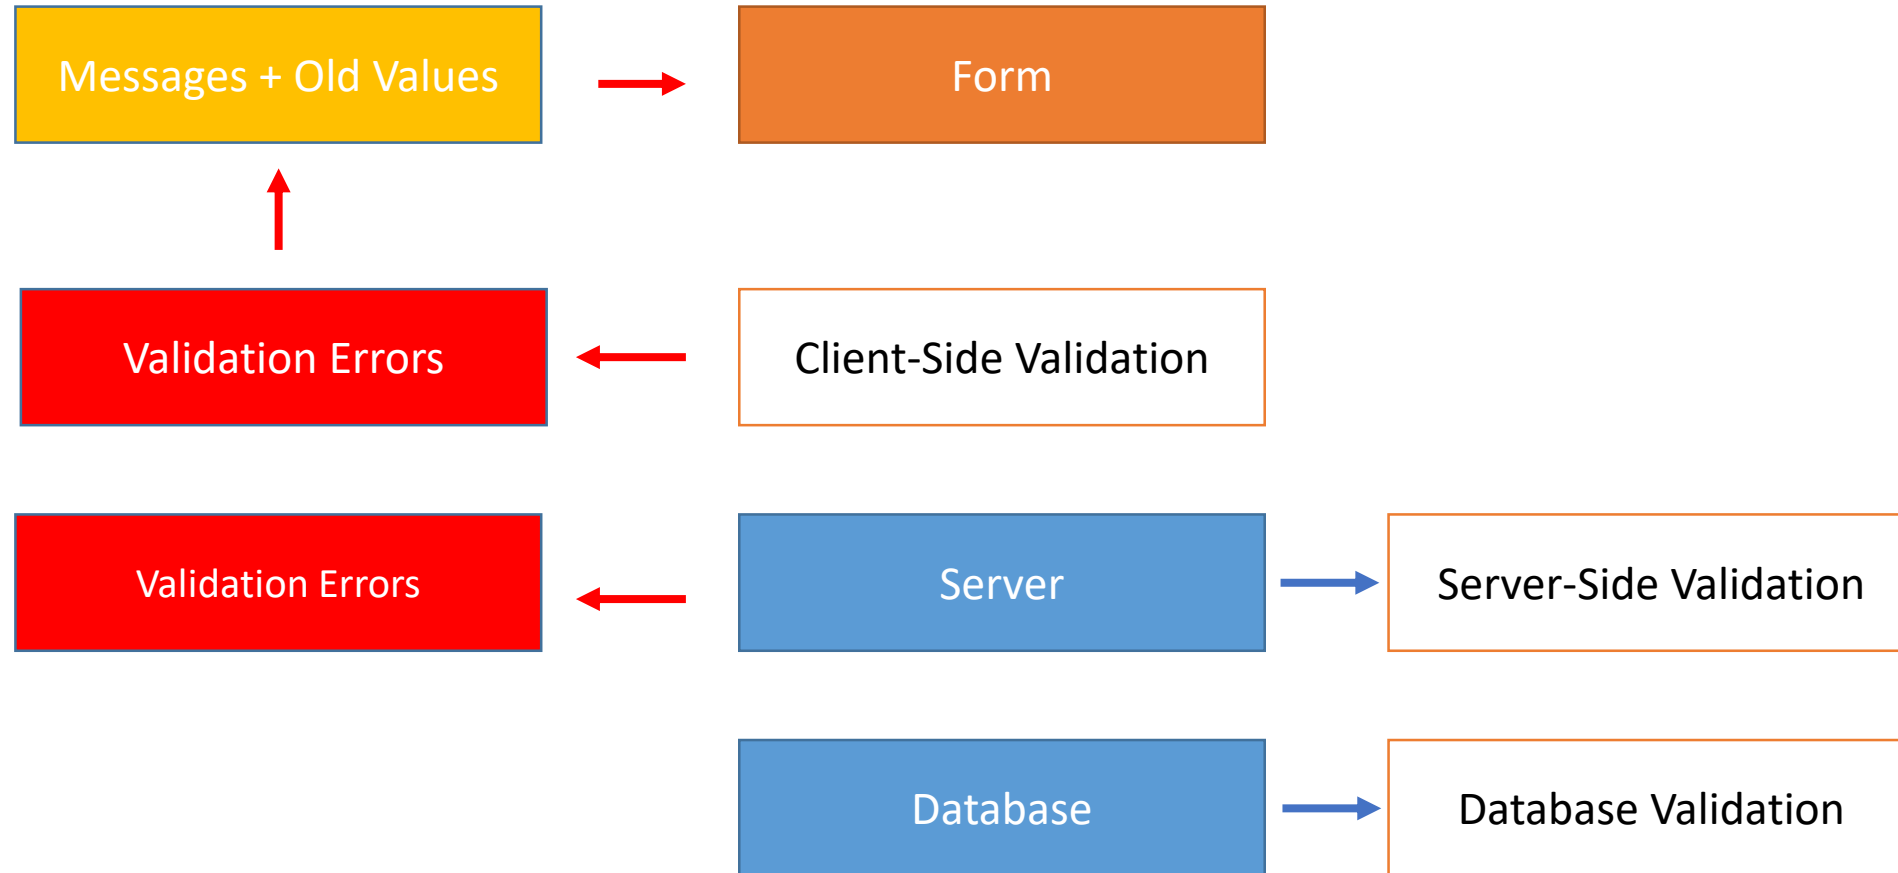 Messages + Old Values
Form
Validation Errors
Client-Side Validation
Validation Errors
Server
Server-Side Validation
Database
Database Validation